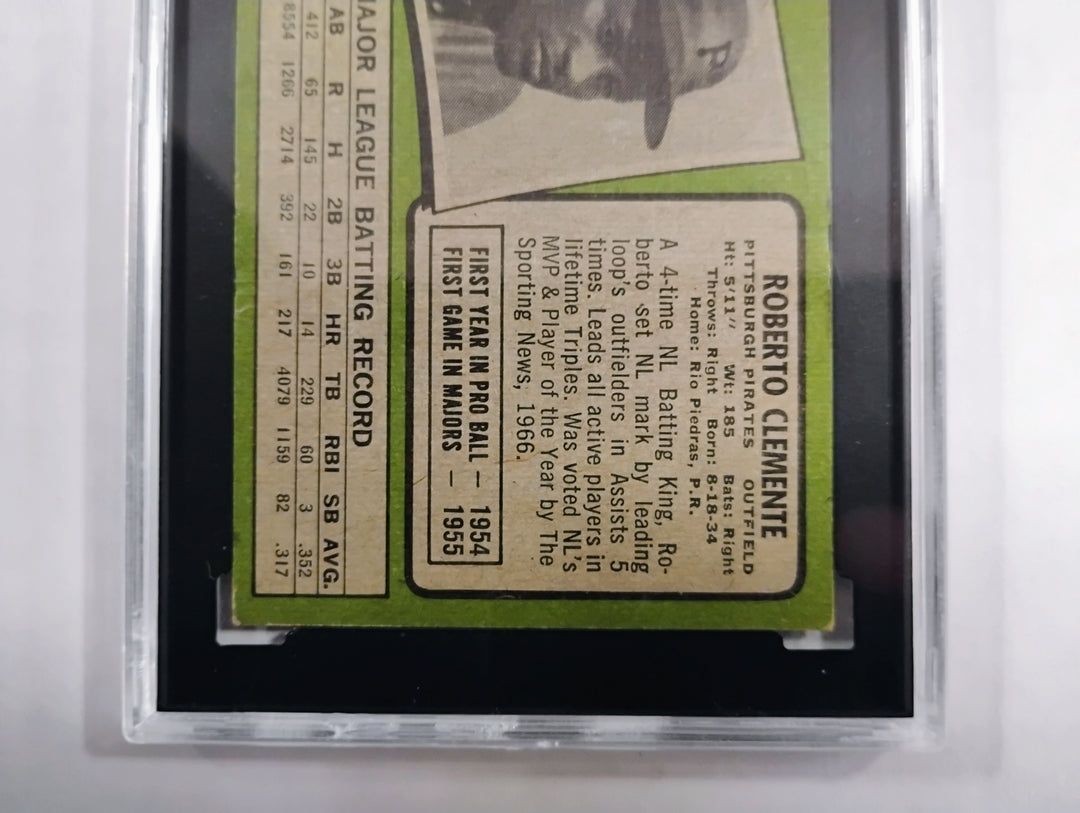 P
ROBERTO CLEMENTE
PITTSBURGH PIRATES OUTFIELD
Ht: 5'11" Wt: 185 Bats: Right
Throws: Right Born: 8-18-34
Home: Rio Piedras, P.R.
A 4-time NL Batting King, Ro-
berto set NL mark by leading
loop's outfielders in Assists 5
times. Leads all active players in
lifetime Triples. Was voted NL's
MVP & Player of the Year by The
Sporting News, 1966.
FIRST YEAR IN PRO BALL — 1954
FIRST GAME IN MAJORS — 1955
AJOR LEAGUE BATTING RECORD
AB R H 2B 3B HR TB RBI SB AVG.
412 65 145 22 10 14 229 60 3 .352
8554 1266 2714 392 161 217 4079 1159 82 .317